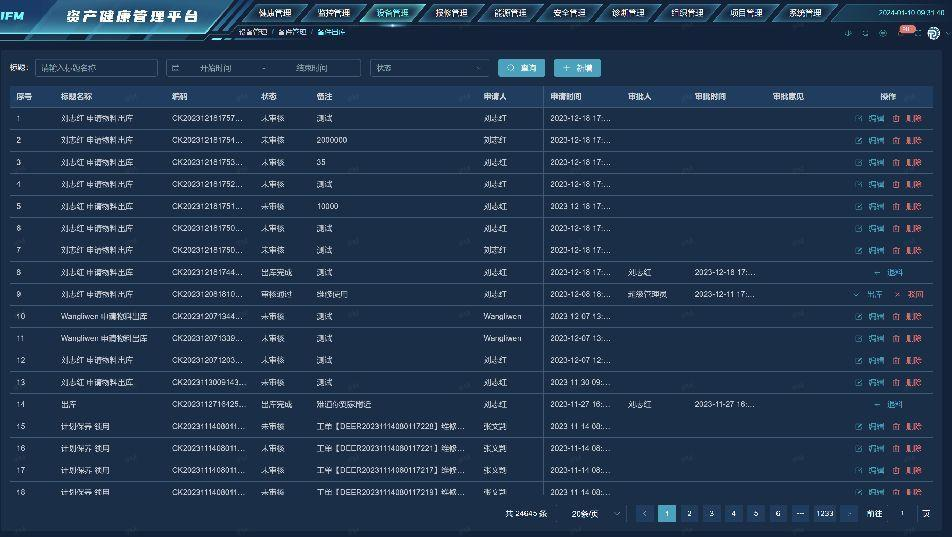 IFM 资产健康管理平台 健康管理 监控管理 设备管理 报修管理 能源管理 安全管理 诊断管理 组织管理 项目管理 系统管理 2024-01-10 09:31:40
设备管理 / 备件管理 / 备件出库
标题: 请输入标题名称 开始时间 - 结束时间 状态 查询 + 新增
序号 标题名称 编码 状态 备注 申请人 申请时间 审批人 审批时间 审批意见 操作
1 刘志红 申请物料出库 CK202312181757... 未审核 测试 刘志红 2023-12-18 17:... 编辑 删除
2 刘志红 申请物料出库 CK202312181754... 未审核 2000000 刘志红 2023-12-18 17:... 编辑 删除
3 刘志红 申请物料出库 CK202312181753... 未审核 35 刘志红 2023-12-18 17:... 编辑 删除
4 刘志红 申请物料出库 CK202312181752... 未审核 测试 刘志红 2023-12-18 17:... 编辑 删除
5 刘志红 申请物料出库 CK202312181751... 未审核 10000 刘志红 2023-12-18 17:... 编辑 删除
6 刘志红 申请物料出库 CK202312181750... 未审核 测试 刘志红 2023-12-18 17:... 编辑 删除
7 刘志红 申请物料出库 CK202312181750... 未审核 测试 刘志红 2023-12-18 17:... 编辑 删除
8 刘志红 申请物料出库 CK202312181744... 出库完成 测试 刘志红 2023-12-18 17:... 刘志红 2023-12-18 17:... 退料
9 刘志红 申请物料出库 CK202312081810... 审核通过 维修使用 刘志红 2023-12-08 18:... 超级管理员 2023-12-11 17:... 出库 驳回
10 Wangliwen 申请物料出库 CK202312071344... 未审核 测试 Wangliwen 2023-12-07 13:... 编辑 删除
11 Wangliwen 申请物料出库 CK202312071339... 未审核 测试 Wangliwen 2023-12-07 13:... 编辑 删除
12 刘志红 申请物料出库 CK202312071203... 未审核 测试 刘志红 2023-12-07 12:... 编辑 删除
13 刘志红 申请物料出库 CK202311300914 3... 未审核 测试 刘志红 2023-11-30 09:... 编辑 删除
14 出库 CK202311271642 5... 出库完成 刘志红 2023-11-27 16:... 刘志红 2023-11-27 16:... 退料
15 计划保养 领用 CK202311140801 1... 未审核 工单【DEER20231114080117228】维修... 2023-11-14 08:... 编辑 删除
16 计划保养 领用 CK202311140801 1... 未审核 工单【DEER20231114080117221】维修... 2023-11-14 08:... 编辑 删除
17 计划保养 领用 CK202311140801 1... 未审核 工单【DEER20231114080117217】维修... 2023-11-14 08:... 编辑 删除
18 计划保养 领用 CK202311140801 1... 未审核 工单【DEER20231114080117219】维修... 2023-11-14 08:... 编辑 删除
共 24645 条 20条/页 < 1 2 3 4 5 6 ... 1233 > 前往 1 页